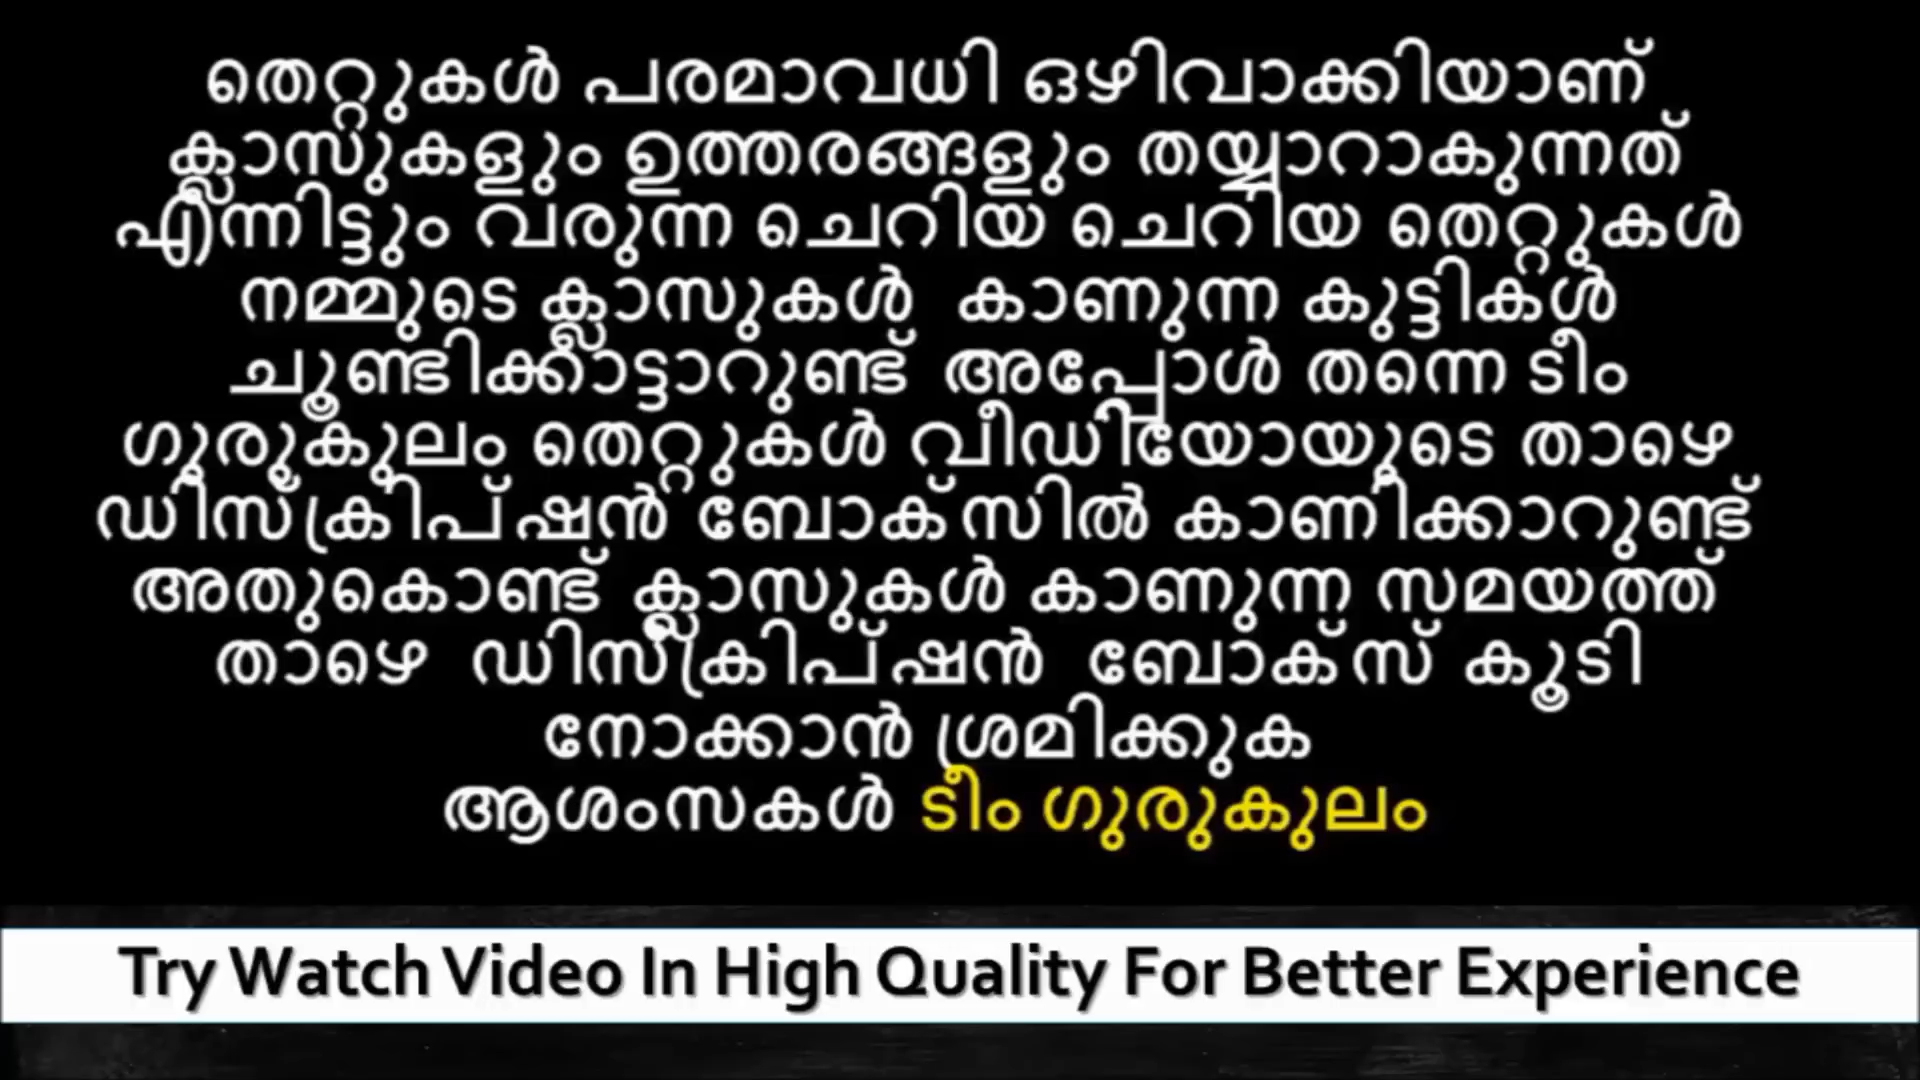 തെറ്റുകൾ പരമാവധി ഒഴിവാക്കിയാണ്
ക്ലാസുകളും ഉത്തരങ്ങളും തയ്യാറാകുന്നത്
എന്നിട്ടും വരുന്ന ചെറിയ ചെറിയ തെറ്റുകൾ
നമ്മുടെ ക്ലാസുകൾ കാണുന്ന കുട്ടികൾ
ചൂണ്ടിക്കാട്ടാറുണ്ട് അപ്പോൾ തന്നെ ടീം
ഗുരുകുലം തെറ്റുകൾ വീഡിയോയുടെ താഴെ
ഡിസ്ക്രിപ്ഷൻ ബോക്സിൽ കാണിക്കാറുണ്ട്
അതുകൊണ്ട് ക്ലാസുകൾ കാണുന്ന സമയത്ത്
താഴെ ഡിസ്ക്രിപ്ഷൻ ബോക്സ് കൂടി
നോക്കാൻ ശ്രമിക്കുക
ആശംസകൾ ടീം ഗുരുകുലം
Try Watch Video In High Quality For Better Experience